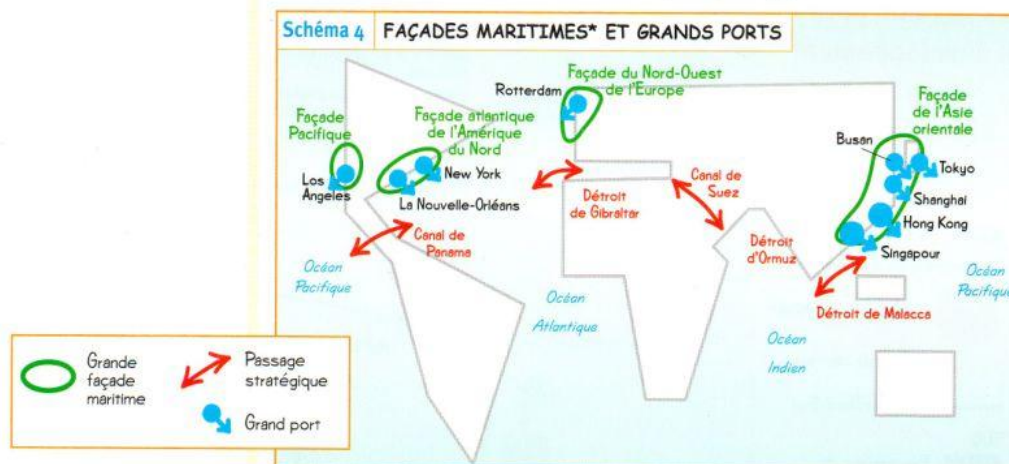 Schéma 4
FAÇADES MARITIMES* ET GRANDS PORTS
Façade
Pacifique
Los
Angeles
Façade atlantique
de l'Amérique
du Nord
New York
La Nouvelle-Orléans
Canal de
Panama
Océan
Pacifique
Rotterdam
Façade du Nord-Ouest
de l'Europe
Détroit
de Gibraltar
Canal de
Suez
Océan
Atlantique
Détroit
d'Ormuz
Façade
de l'Asie
orientale
Busan
Tokyo
Shanghai
Hong Kong
Singapour
Détroit de Malacca
Océan
Pacifique
Océan
Indien
Grande
façade
maritime
Passage
stratégique
Grand port